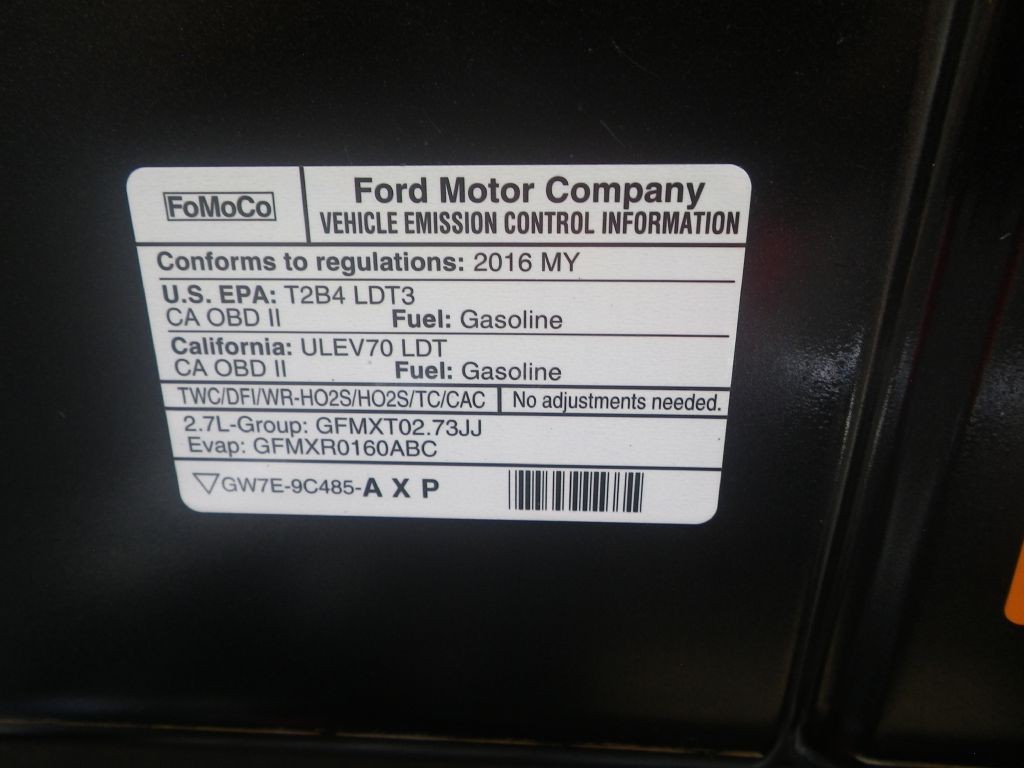 FoMoCo
Ford Motor Company
VEHICLE EMISSION CONTROL INFORMATION
Conforms to regulations: 2016 MY
U.S. EPA: T2B4 LDT3
CA OBD II Fuel: Gasoline
California: ULEV70 LDT
CA OBD II Fuel: Gasoline
TWC/DFI/WR-HO2S/HO2S/TC/CAC No adjustments needed.
2.7L-Group: GFMXT02.73JJ
Evap: GFMXR0160ABC
GW7E-9C485-A X P